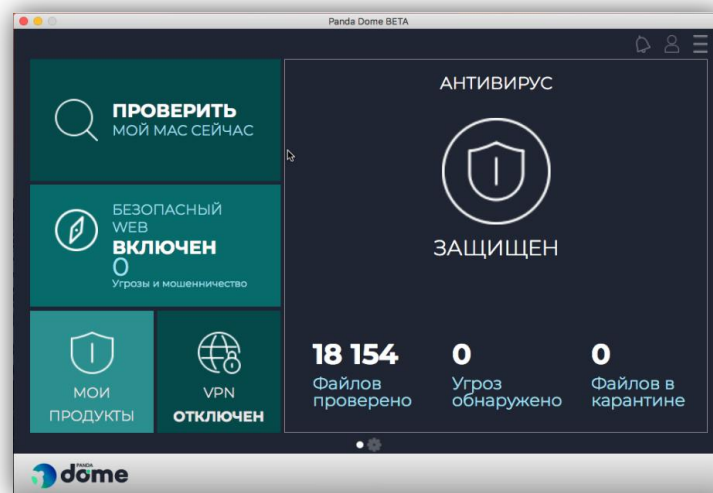 Panda Dome BETA
ПРОВЕРИТЬ
МОЙ MAC СЕЙЧАС
БЕЗОПАСНЫЙ
WEB
ВКЛЮЧЕН
0
Угрозы и мошенничество
МОИ
ПРОДУКТЫ
VPN
ОТКЛЮЧЕН
АНТИВИРУС
ЗАЩИЩЕН
18 154
Файлов
проверено
0
Угроз
обнаружено
0
Файлов в
карантине
PANDA
dome